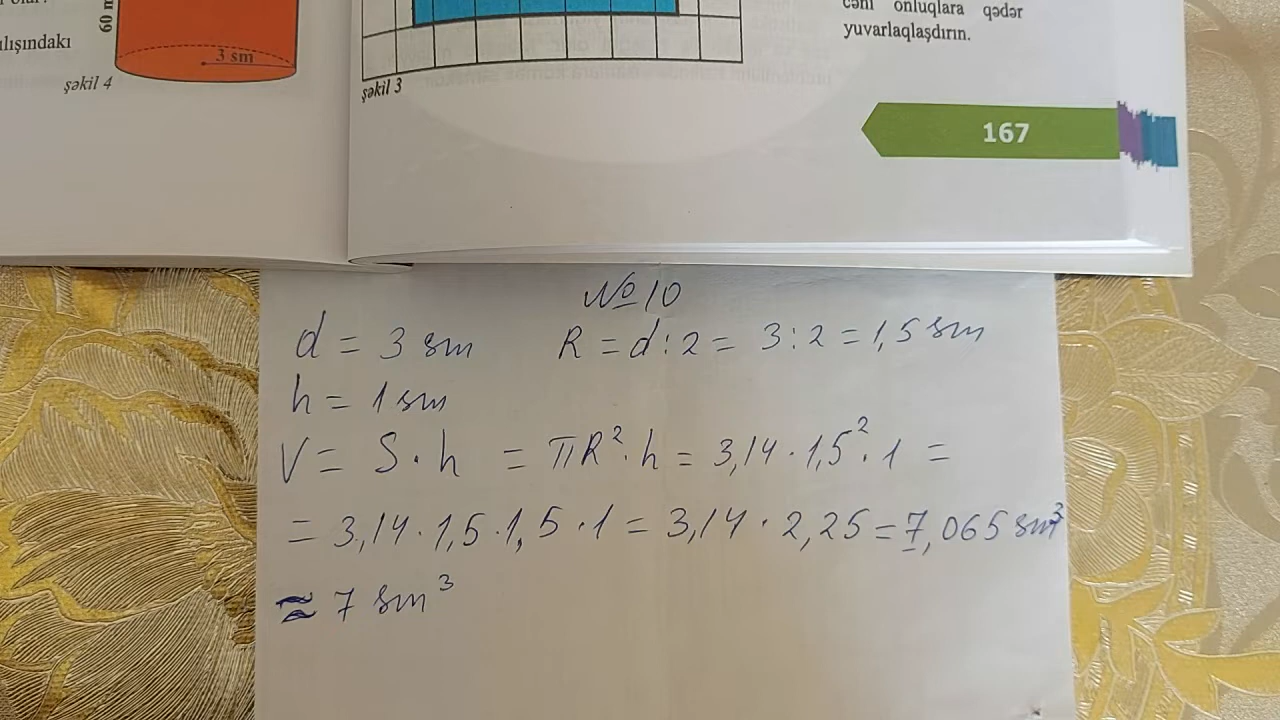 60 m
lışındakı
3 sm
şəkil 4
şəkil 3
cəni onluqlara qədər
yuvarlaqlaşdırın.
167
№10
d = 3 sm R = d:2 = 3:2 = 1,5 sm
h = 1 sm
V = S·h = πR²·h = 3,14·1,5²·1 =
= 3,14·1,5·1,5·1 = 3,14·2,25 = 7,065 sm³
≈ 7 sm³